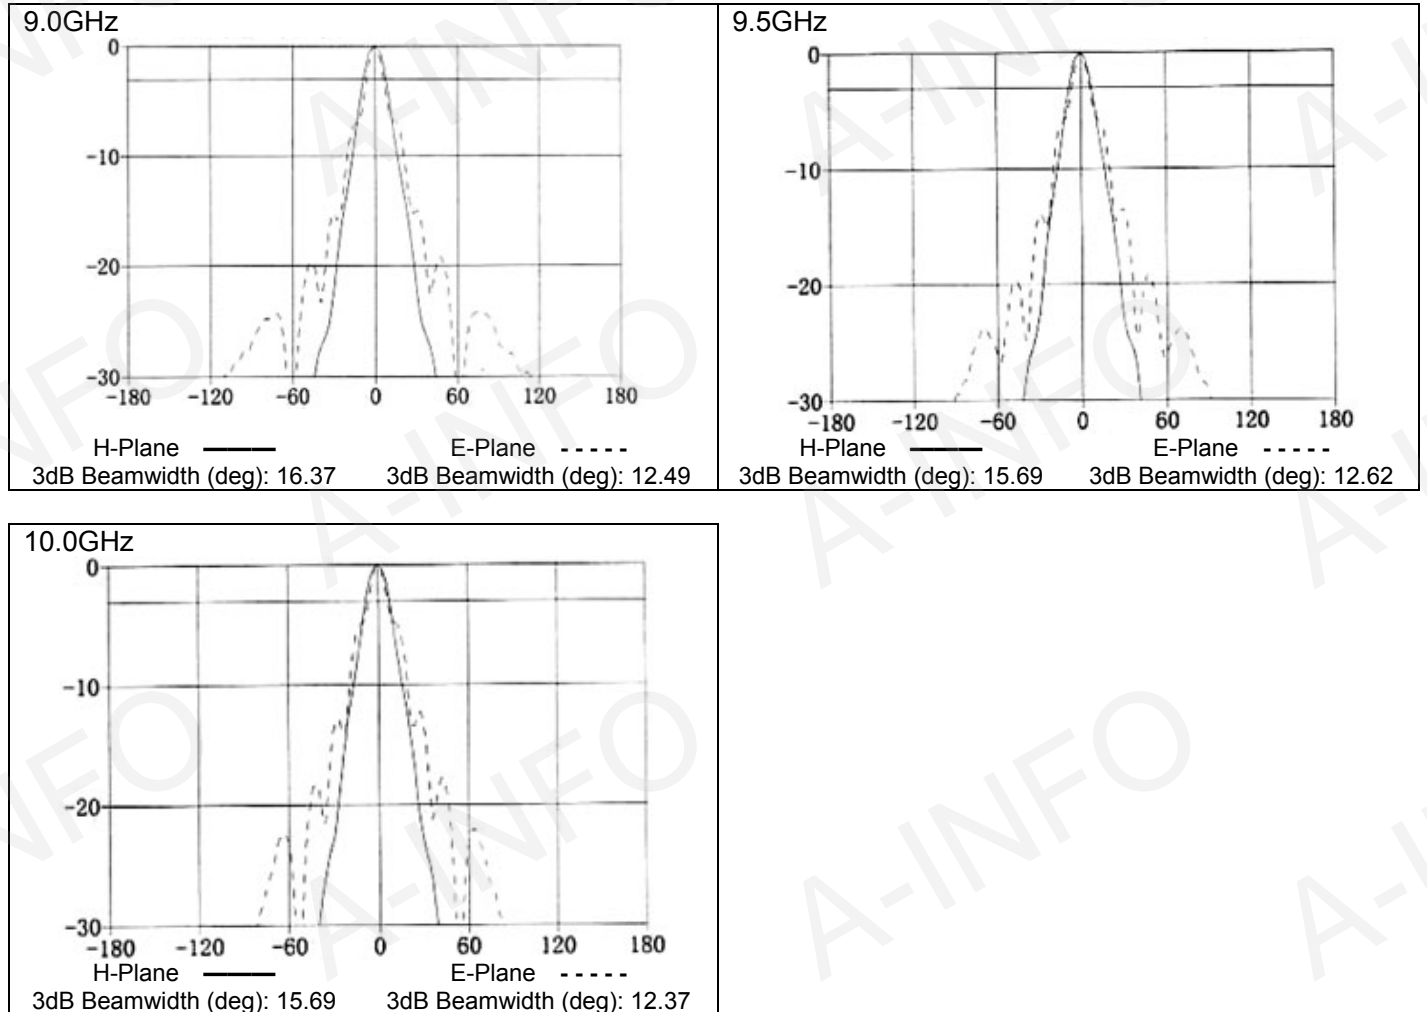 9.0GHz
0
-10
-20
-30
-180 -120 -60 0 60 120 180
H-Plane E-Plane
3dB Beamwidth (deg): 16.37 3dB Beamwidth (deg): 12.49
9.5GHz
0
-10
-20
-30
-180 -120 -60 0 60 120 180
H-Plane E-Plane
3dB Beamwidth (deg): 15.69 3dB Beamwidth (deg): 12.62
10.0GHz
0
-10
-20
-30
-180 -120 -60 0 60 120 180
H-Plane E-Plane
3dB Beamwidth (deg): 15.69 3dB Beamwidth (deg): 12.37
A-INFO